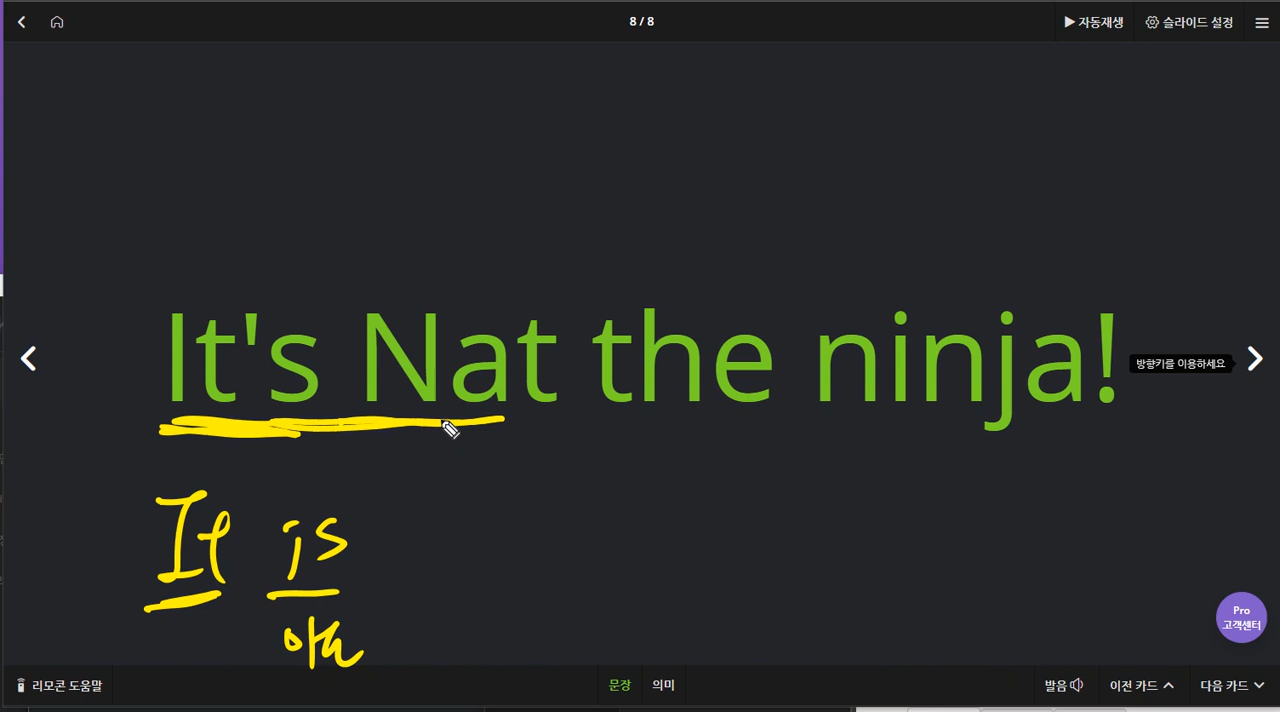 8 / 8
자동재생
슬라이드 설정
It's Nat the ninja!
방향키를 이용하세요
It is
Pro
고객센터
리모콘 도움말
문장
의미
발음
이전 카드
다음 카드